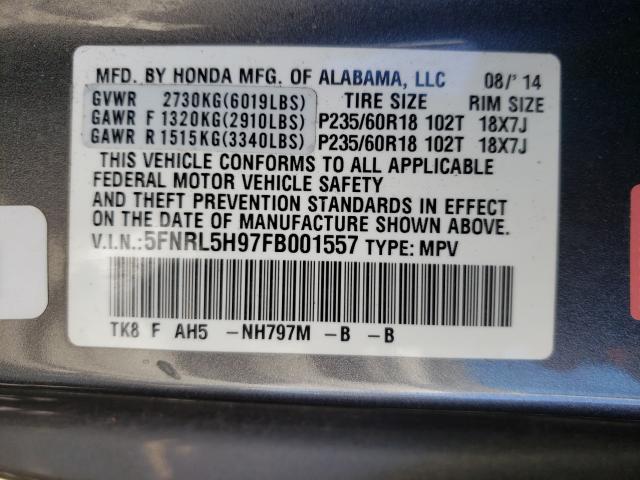 MFD. BY HONDA MFG. OF ALABAMA, LLC 08/'14
GVWR 2730KG(6019LBS) TIRE SIZE RIM SIZE
GAWR F 1320KG(2910LBS) P235/60R18 102T 18X7J
GAWR R 1515KG(3340LBS) P235/60R18 102T 18X7J
THIS VEHICLE CONFORMS TO ALL APPLICABLE
FEDERAL MOTOR VEHICLE SAFETY
AND THEFT PREVENTION STANDARDS IN EFFECT
ON THE DATE OF MANUFACTURE SHOWN ABOVE.
V.I.N.:5FNRL5H97FB001557 TYPE: MPV
TK8 F AH5 -NH797M -B -B